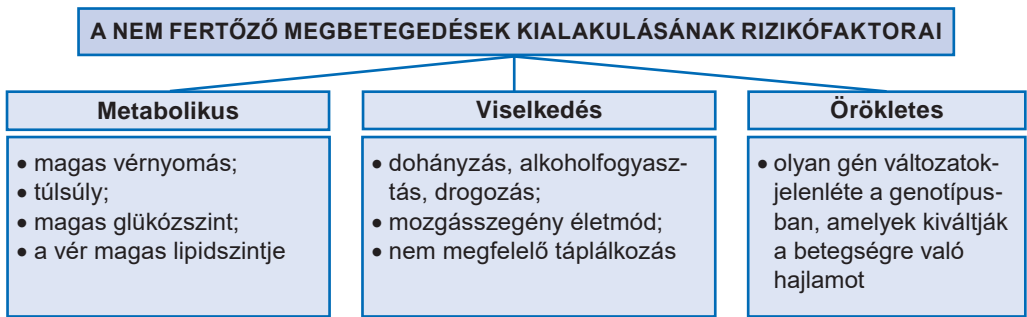 A NEM FERTŐZŐ MEGBETEGEDÉSEK KIALAKULÁSÁNAK RIZIKÓFAKTORAI
Metabolikus
• magas vérnyomás;
• túlsúly;
• magas glükózszint;
• a vér magas lipidszintje
Viselkedés
• dohányzás, alkoholfogyasz-
tás, drogozás;
• mozgásszegény életmód;
• nem megfelelő táplálkozás
Örökletes
• olyan gén változatok-
jelenléte a genotípus-
ban, amelyek kiváltják
a betegségre való
hajlamot